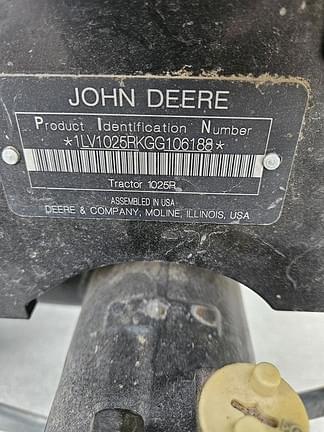 JOHN DEERE
Product Identification Number
*1LV1025RKGG106188*
Tractor 1025R
ASSEMBLED IN USA
DEERE & COMPANY, MOLINE, ILLINOIS, USA